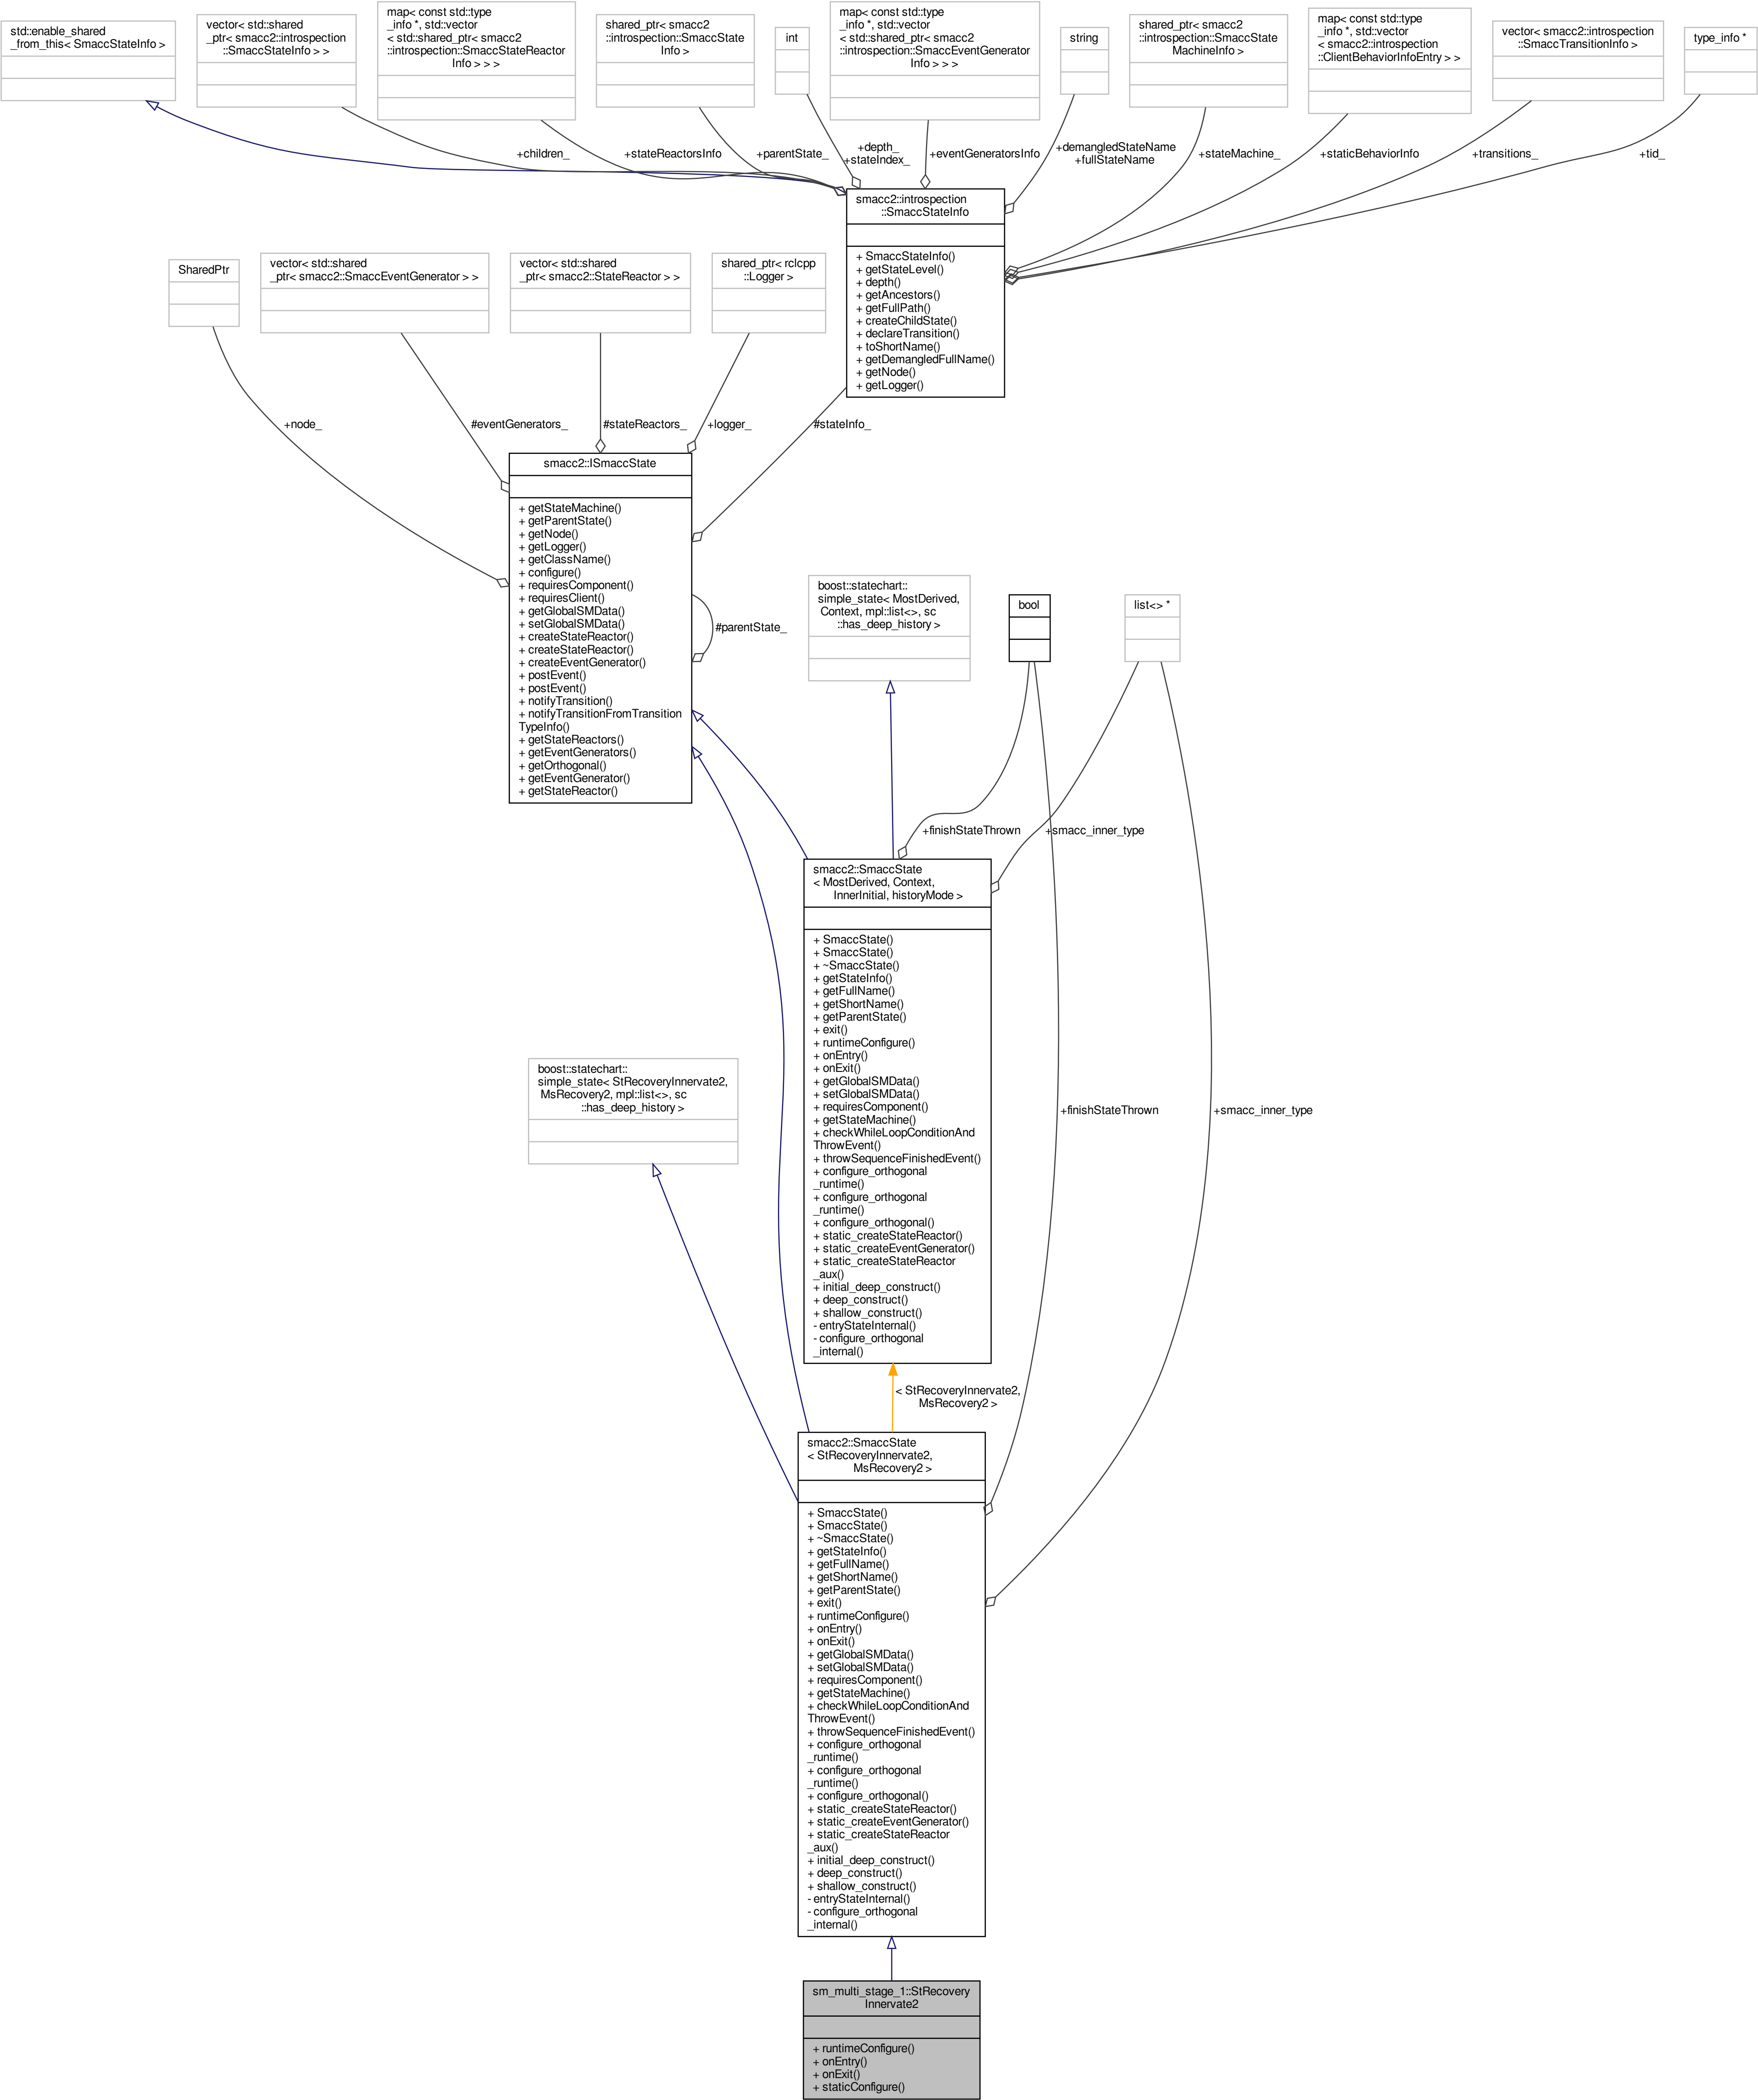 std::enable_shared
_from_this< SmaccStateInfo >
vector< std::shared
_ptr< smacc2::introspection
::SmaccStateInfo > >
map< const std::type
_info *, std::vector
< std::shared_ptr< smacc2
::introspection::SmaccStateReactor
Info > > >
shared_ptr< smacc2
::introspection::SmaccState
Info >
int
map< const std::type
_info *, std::vector
< std::shared_ptr< smacc2
::introspection::SmaccEventGenerator
Info > > >
string
shared_ptr< smacc2
::introspection::SmaccState
MachineInfo >
map< const std::type
_info *, std::vector
< smacc2::introspection
::ClientBehaviorInfoEntry > >
vector< smacc2::introspection
::SmaccTransitionInfo >
type_info *
+children_
+stateReactorsInfo
+parentState_
+depth_
+stateIndex_
+eventGeneratorsInfo
+demangledStateName
+fullStateName
+stateMachine_
+staticBehaviorInfo
+transitions_
+tid_
smacc2::introspection
::SmaccStateInfo
+ SmaccStateInfo()
+ getStateLevel()
+ depth()
+ getAncestors()
+ getFullPath()
+ createChildState()
+ declareTransition()
+ toShortName()
+ getDemangledFullName()
+ getNode()
+ getLogger()
SharedPtr
vector< std::shared
_ptr< smacc2::SmaccEventGenerator > >
vector< std::shared
_ptr< smacc2::StateReactor > >
shared_ptr< rclcpp
::Logger >
+node_
#eventGenerators_
#stateReactors_
+logger_
#stateInfo_
smacc2::ISmaccState
+ getStateMachine()
+ getParentState()
+ getNode()
+ getLogger()
+ getClassName()
+ configure()
+ requiresComponent()
+ requiresClient()
+ getGlobalSMData()
+ setGlobalSMData()
+ createStateReactor()
+ createStateReactor()
+ createEventGenerator()
+ postEvent()
+ postEvent()
+ notifyTransition()
+ notifyTransitionFromTransition
TypeInfo()
+ getStateReactors()
+ getEventGenerators()
+ getOrthogonal()
+ getEventGenerator()
+ getStateReactor()
#parentState_
boost::statechart::
simple_state< MostDerived,
Context, mpl::list<>, sc
::has_deep_history >
bool
list<> *
+finishStateThrown
+smacc_inner_type
smacc2::SmaccState
< MostDerived, Context,
InnerInitial, historyMode >
+ SmaccState()
+ SmaccState()
+ ~SmaccState()
+ getStateInfo()
+ getFullName()
+ getShortName()
+ getParentState()
+ exit()
+ runtimeConfigure()
+ onEntry()
+ onExit()
+ getGlobalSMData()
+ setGlobalSMData()
+ requiresComponent()
+ getStateMachine()
+ checkWhileLoopConditionAnd
ThrowEvent()
+ throwSequenceFinishedEvent()
+ configure_orthogonal
_runtime()
+ configure_orthogonal
_runtime()
+ configure_orthogonal()
+ static_createStateReactor()
+ static_createEventGenerator()
+ static_createStateReactor
_aux()
+ initial_deep_construct()
+ deep_construct()
+ shallow_construct()
- entryStateInternal()
- configure_orthogonal
_internal()
boost::statechart::
simple_state< StRecoveryInnervate2,
MsRecovery2, mpl::list<>, sc
::has_deep_history >
+finishStateThrown
+smacc_inner_type
< StRecoveryInnervate2,
MsRecovery2 >
smacc2::SmaccState
< StRecoveryInnervate2,
MsRecovery2 >
+ SmaccState()
+ SmaccState()
+ ~SmaccState()
+ getStateInfo()
+ getFullName()
+ getShortName()
+ getParentState()
+ exit()
+ runtimeConfigure()
+ onEntry()
+ onExit()
+ getGlobalSMData()
+ setGlobalSMData()
+ requiresComponent()
+ getStateMachine()
+ checkWhileLoopConditionAnd
ThrowEvent()
+ throwSequenceFinishedEvent()
+ configure_orthogonal
_runtime()
+ configure_orthogonal
_runtime()
+ configure_orthogonal()
+ static_createStateReactor()
+ static_createEventGenerator()
+ static_createStateReactor
_aux()
+ initial_deep_construct()
+ deep_construct()
+ shallow_construct()
- entryStateInternal()
- configure_orthogonal
_internal()
sm_multi_stage_1::StRecovery
Innervate2
+ runtimeConfigure()
+ onEntry()
+ onExit()
+ staticConfigure()